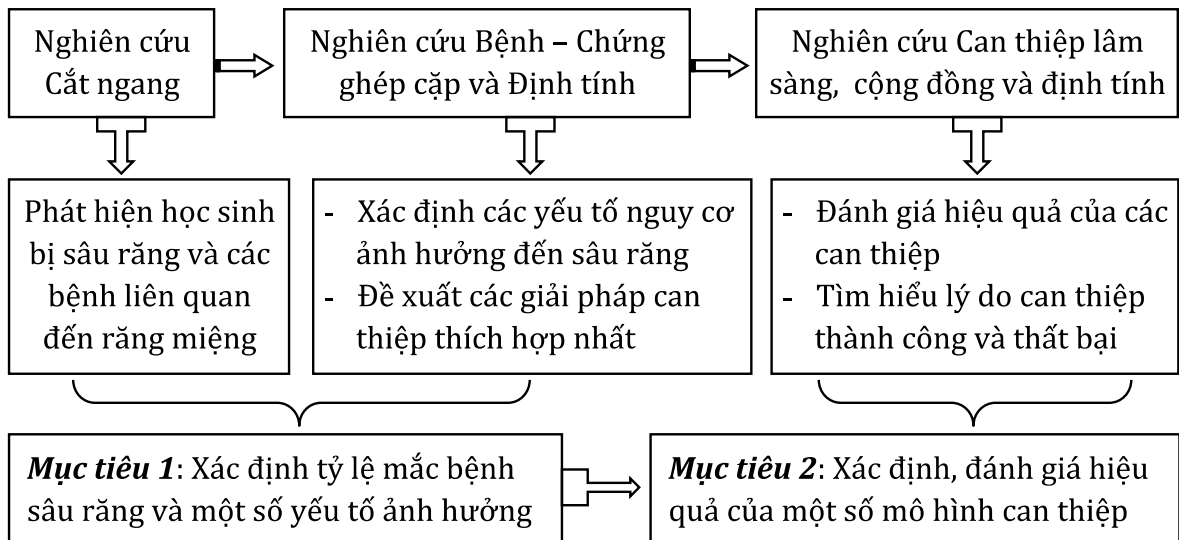 Nghiên cứu
Cắt ngang
Nghiên cứu Bệnh – Chứng
ghép cặp và Định tính
Nghiên cứu Can thiệp lâm
sàng, cộng đồng và định tính
Phát hiện học sinh
bị sâu răng và các
bệnh liên quan
đến răng miệng
- Xác định các yếu tố nguy cơ
ảnh hưởng đến sâu răng
- Đề xuất các giải pháp can
thiệp thích hợp nhất
- Đánh giá hiệu quả của các
can thiệp
- Tìm hiểu lý do can thiệp
thành công và thất bại
Mục tiêu 1: Xác định tỷ lệ mắc bệnh
sâu răng và một số yếu tố ảnh hưởng
Mục tiêu 2: Xác định, đánh giá hiệu
quả của một số mô hình can thiệp